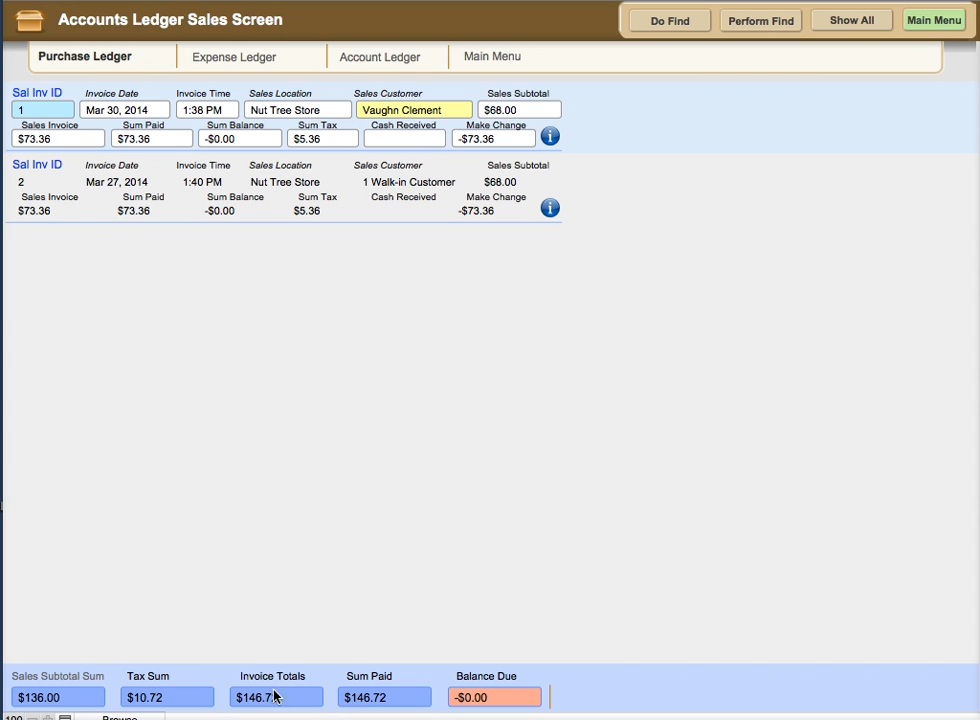 Accounts Ledger Sales Screen
Do Find Perform Find Show All Main Menu
Purchase Ledger Expense Ledger Account Ledger Main Menu
Sal Inv ID Invoice Date Invoice Time Sales Location Sales Customer Sales Subtotal
1 Mar 30, 2014 1:38 PM Nut Tree Store Vaughn Clement $68.00
Sales Invoice Sum Paid Sum Balance Sum Tax Cash Received Make Change
$73.36 $73.36 -$0.00 $5.36 -$73.36
Sal Inv ID Invoice Date Invoice Time Sales Location Sales Customer Sales Subtotal
2 Mar 27, 2014 1:40 PM Nut Tree Store 1 Walk-in Customer $68.00
Sales Invoice Sum Paid Sum Balance Sum Tax Cash Received Make Change
$73.36 $73.36 -$0.00 $5.36 -$73.36
Sales Subtotal Sum Tax Sum Invoice Totals Sum Paid Balance Due
$136.00 $10.72 $146.7 $146.72 -$0.00
100 Browse